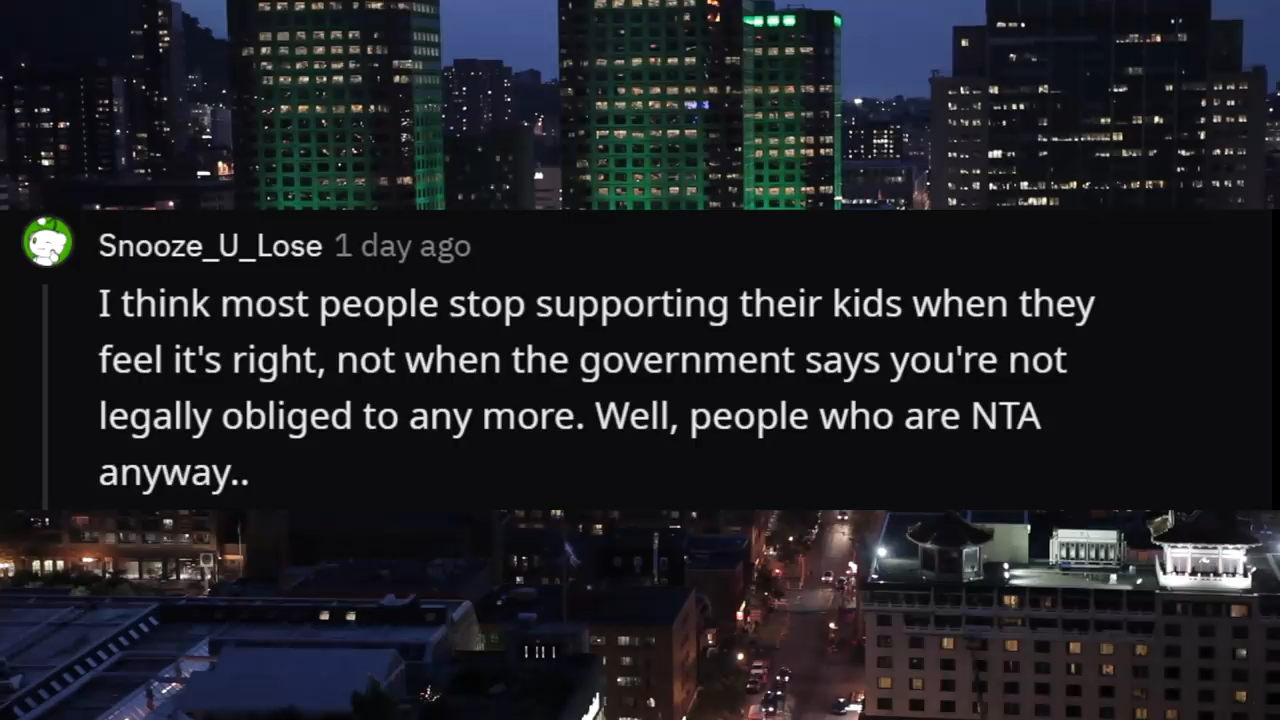 Snooze_U_Lose 1 day ago
I think most people stop supporting their kids when they
feel it's right, not when the government says you're not
legally obliged to any more. Well, people who are NTA
anyway..